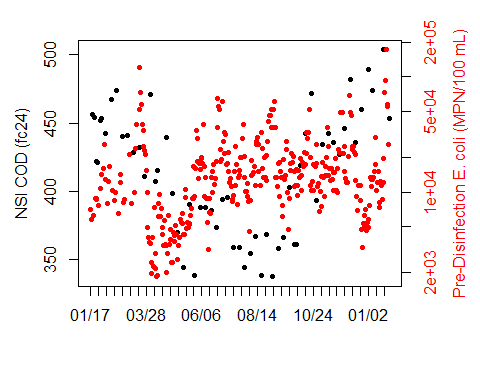 NSI COD (fc24)
500
450
400
350
01/17
03/28
06/06
08/14
10/24
01/02
2e+05
5e+04
1e+04
2e+03
Pre-Disinfection E. coli (MPN/100 mL)